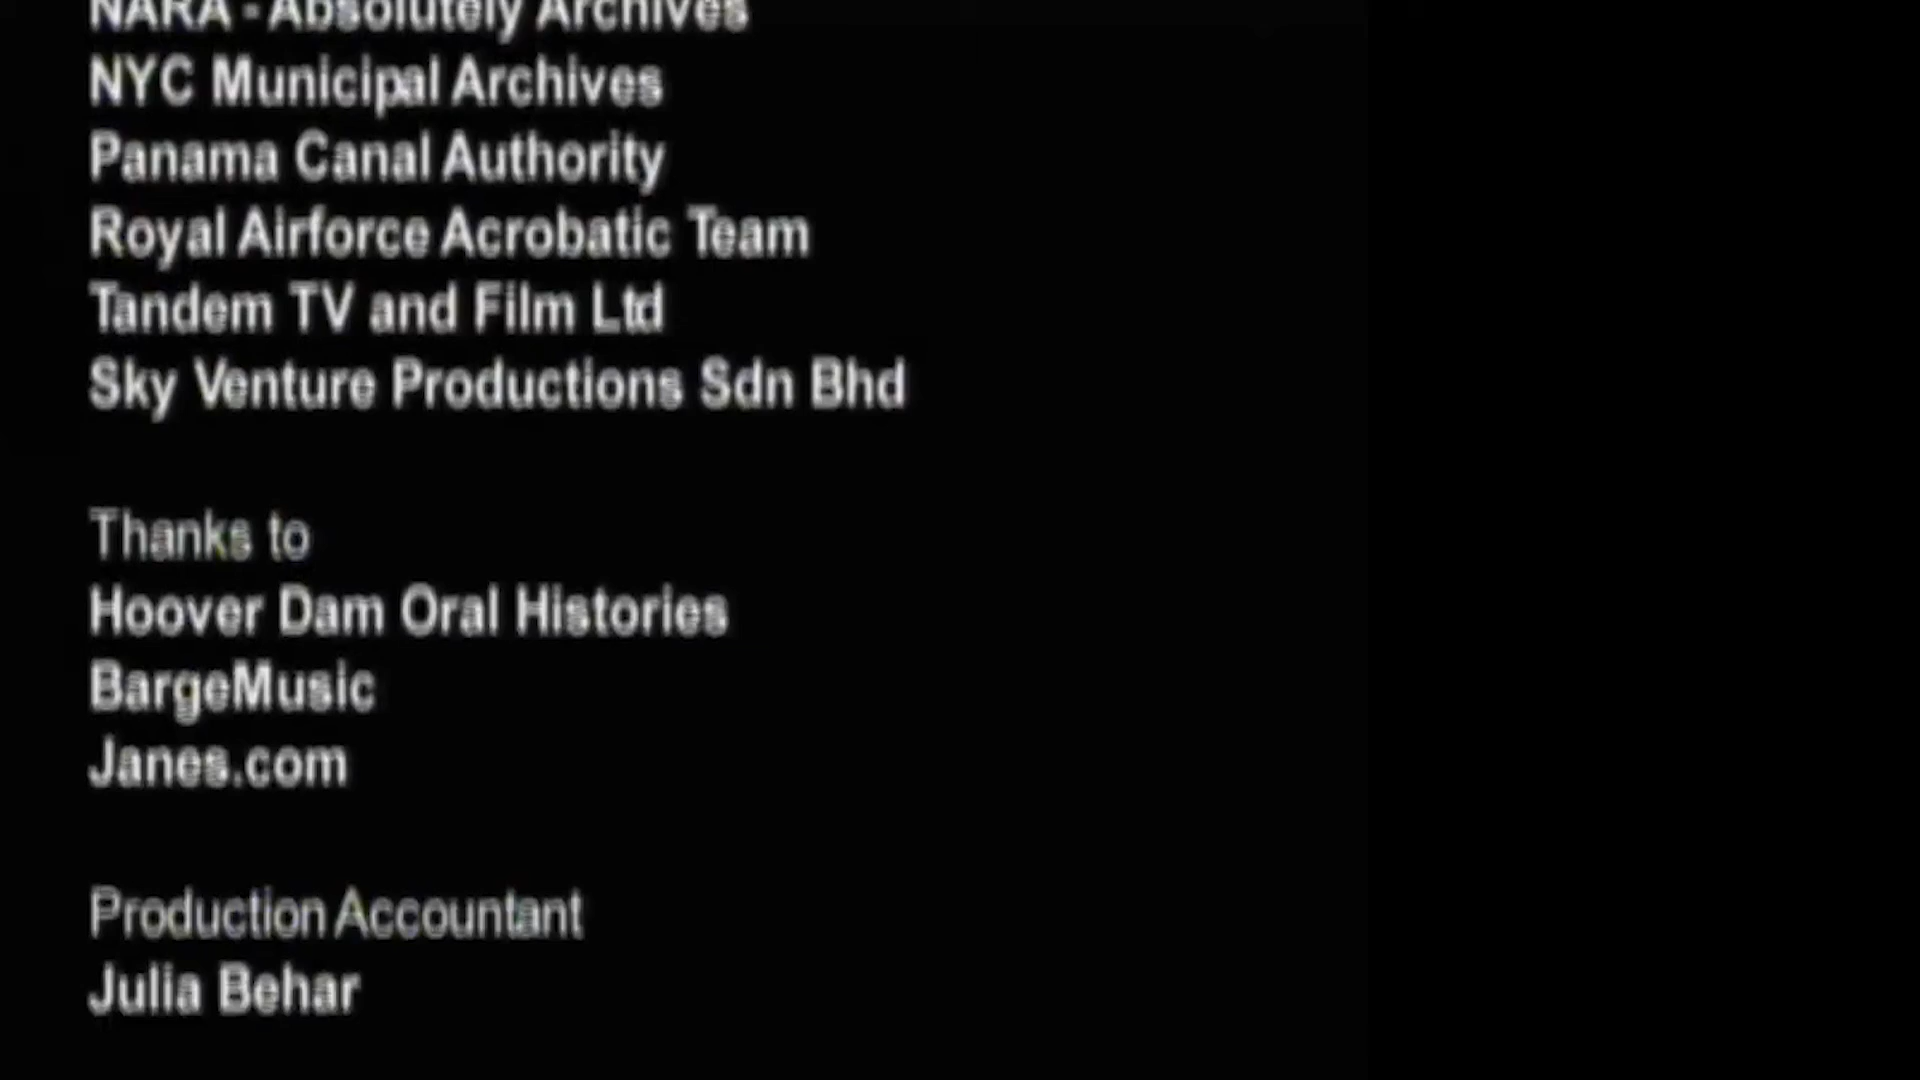 NARA - Absolutely Archives
NYC Municipal Archives
Panama Canal Authority
Royal Airforce Acrobatic Team
Tandem TV and Film Ltd
Sky Venture Productions Sdn Bhd
Thanks to
Hoover Dam Oral Histories
BargeMusic
Janes.com
Production Accountant
Julia Behar